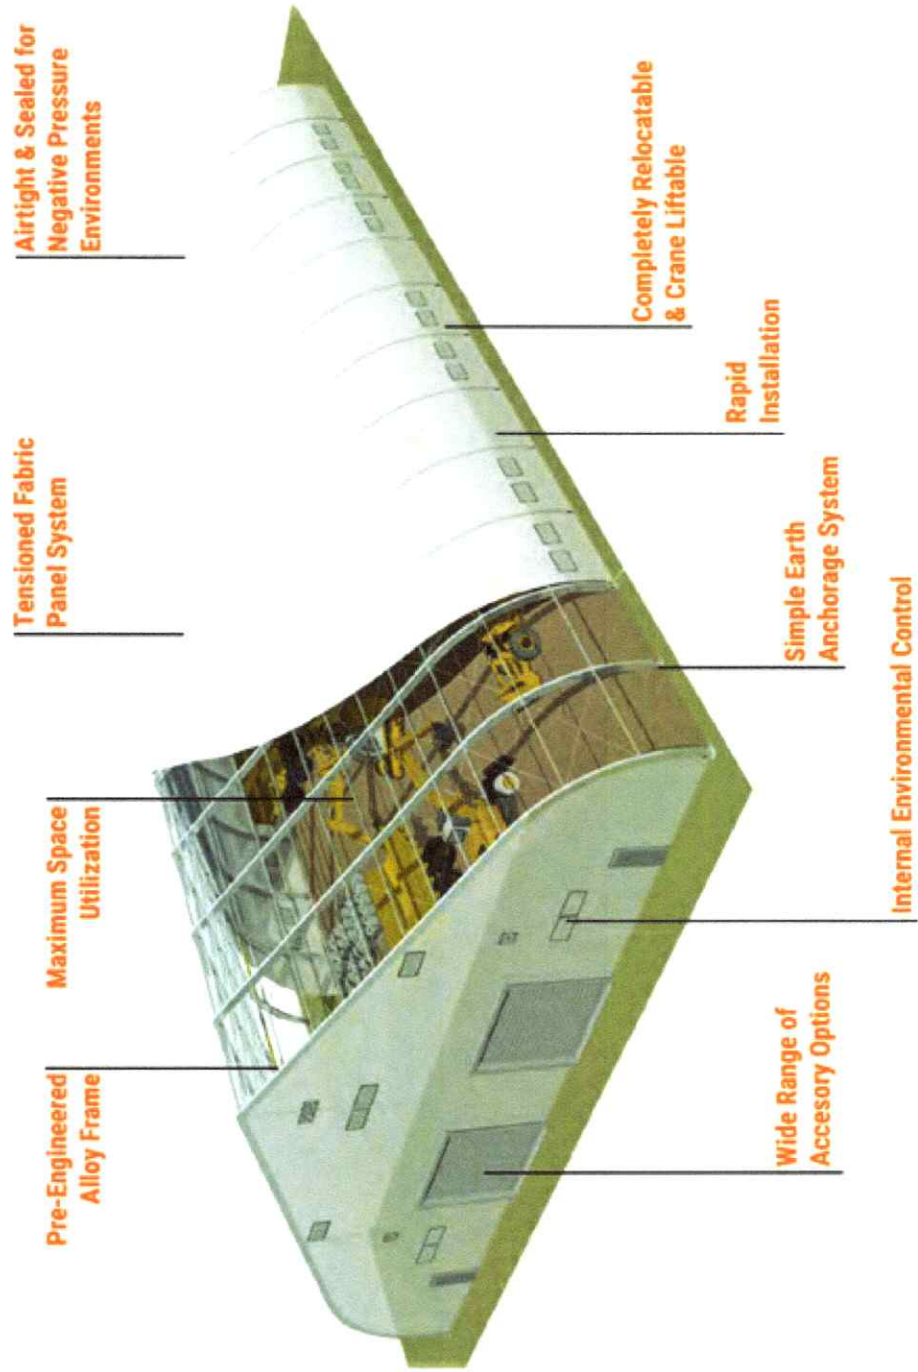 Pre-Engineered
Alloy Frame
Maximum Space
Utilization
Tensioned Fabric
Panel System
Airtight & Sealed for
Negative Pressure
Environments
Wide Range of
Accesory Options
Internal Environmental Control
Simple Earth
Anchorage System
Rapid
Installation
Completely Relocatable
& Crane Liftable